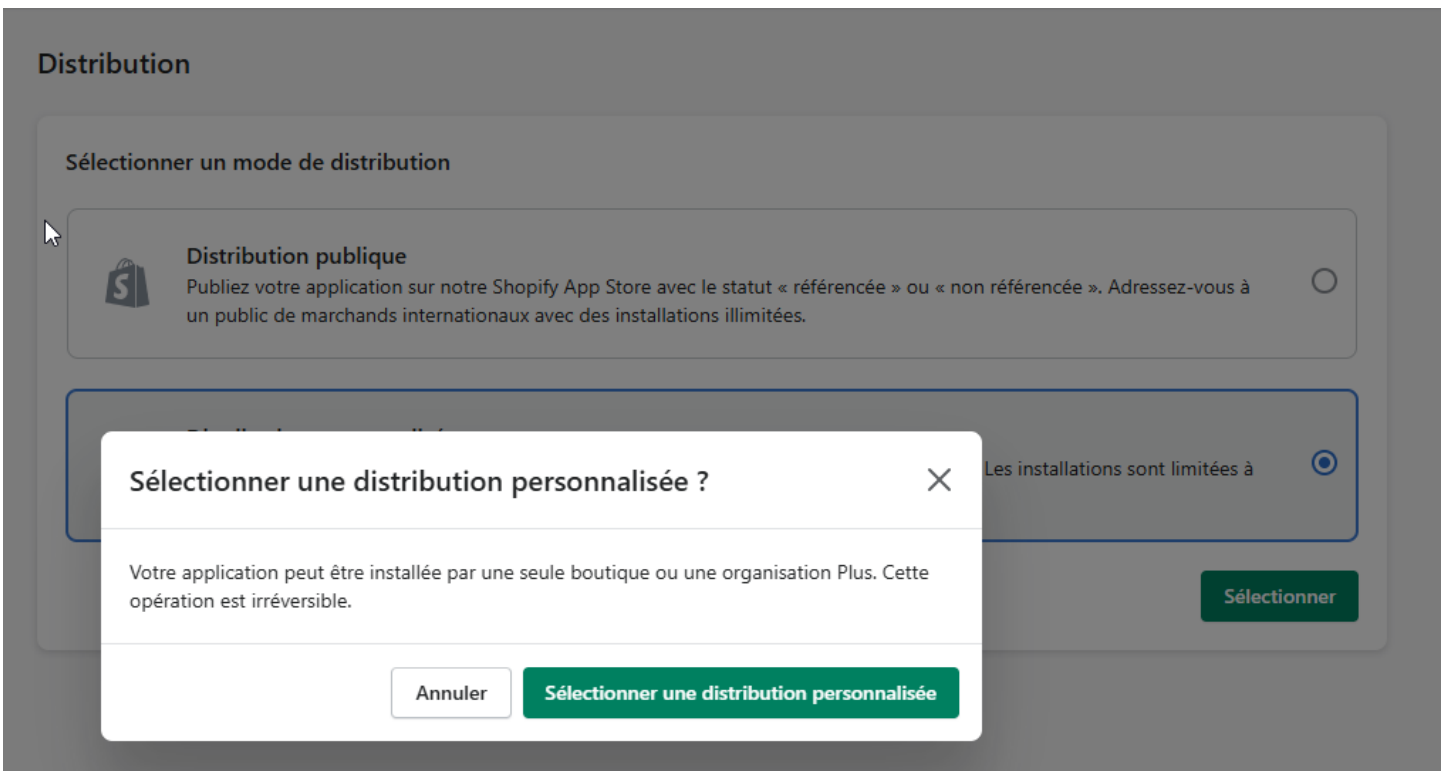 Distribution
Sélectionner un mode de distribution
Distribution publique
Publiez votre application sur notre Shopify App Store avec le statut « référencée » ou « non référencée ». Adressez-vous à
un public de marchands internationaux avec des installations illimitées.
Les installations sont limitées à
Sélectionner une distribution personnalisée ?
Votre application peut être installée par une seule boutique ou une organisation Plus. Cette
opération est irréversible.
Sélectionner
Annuler
Sélectionner une distribution personnalisée